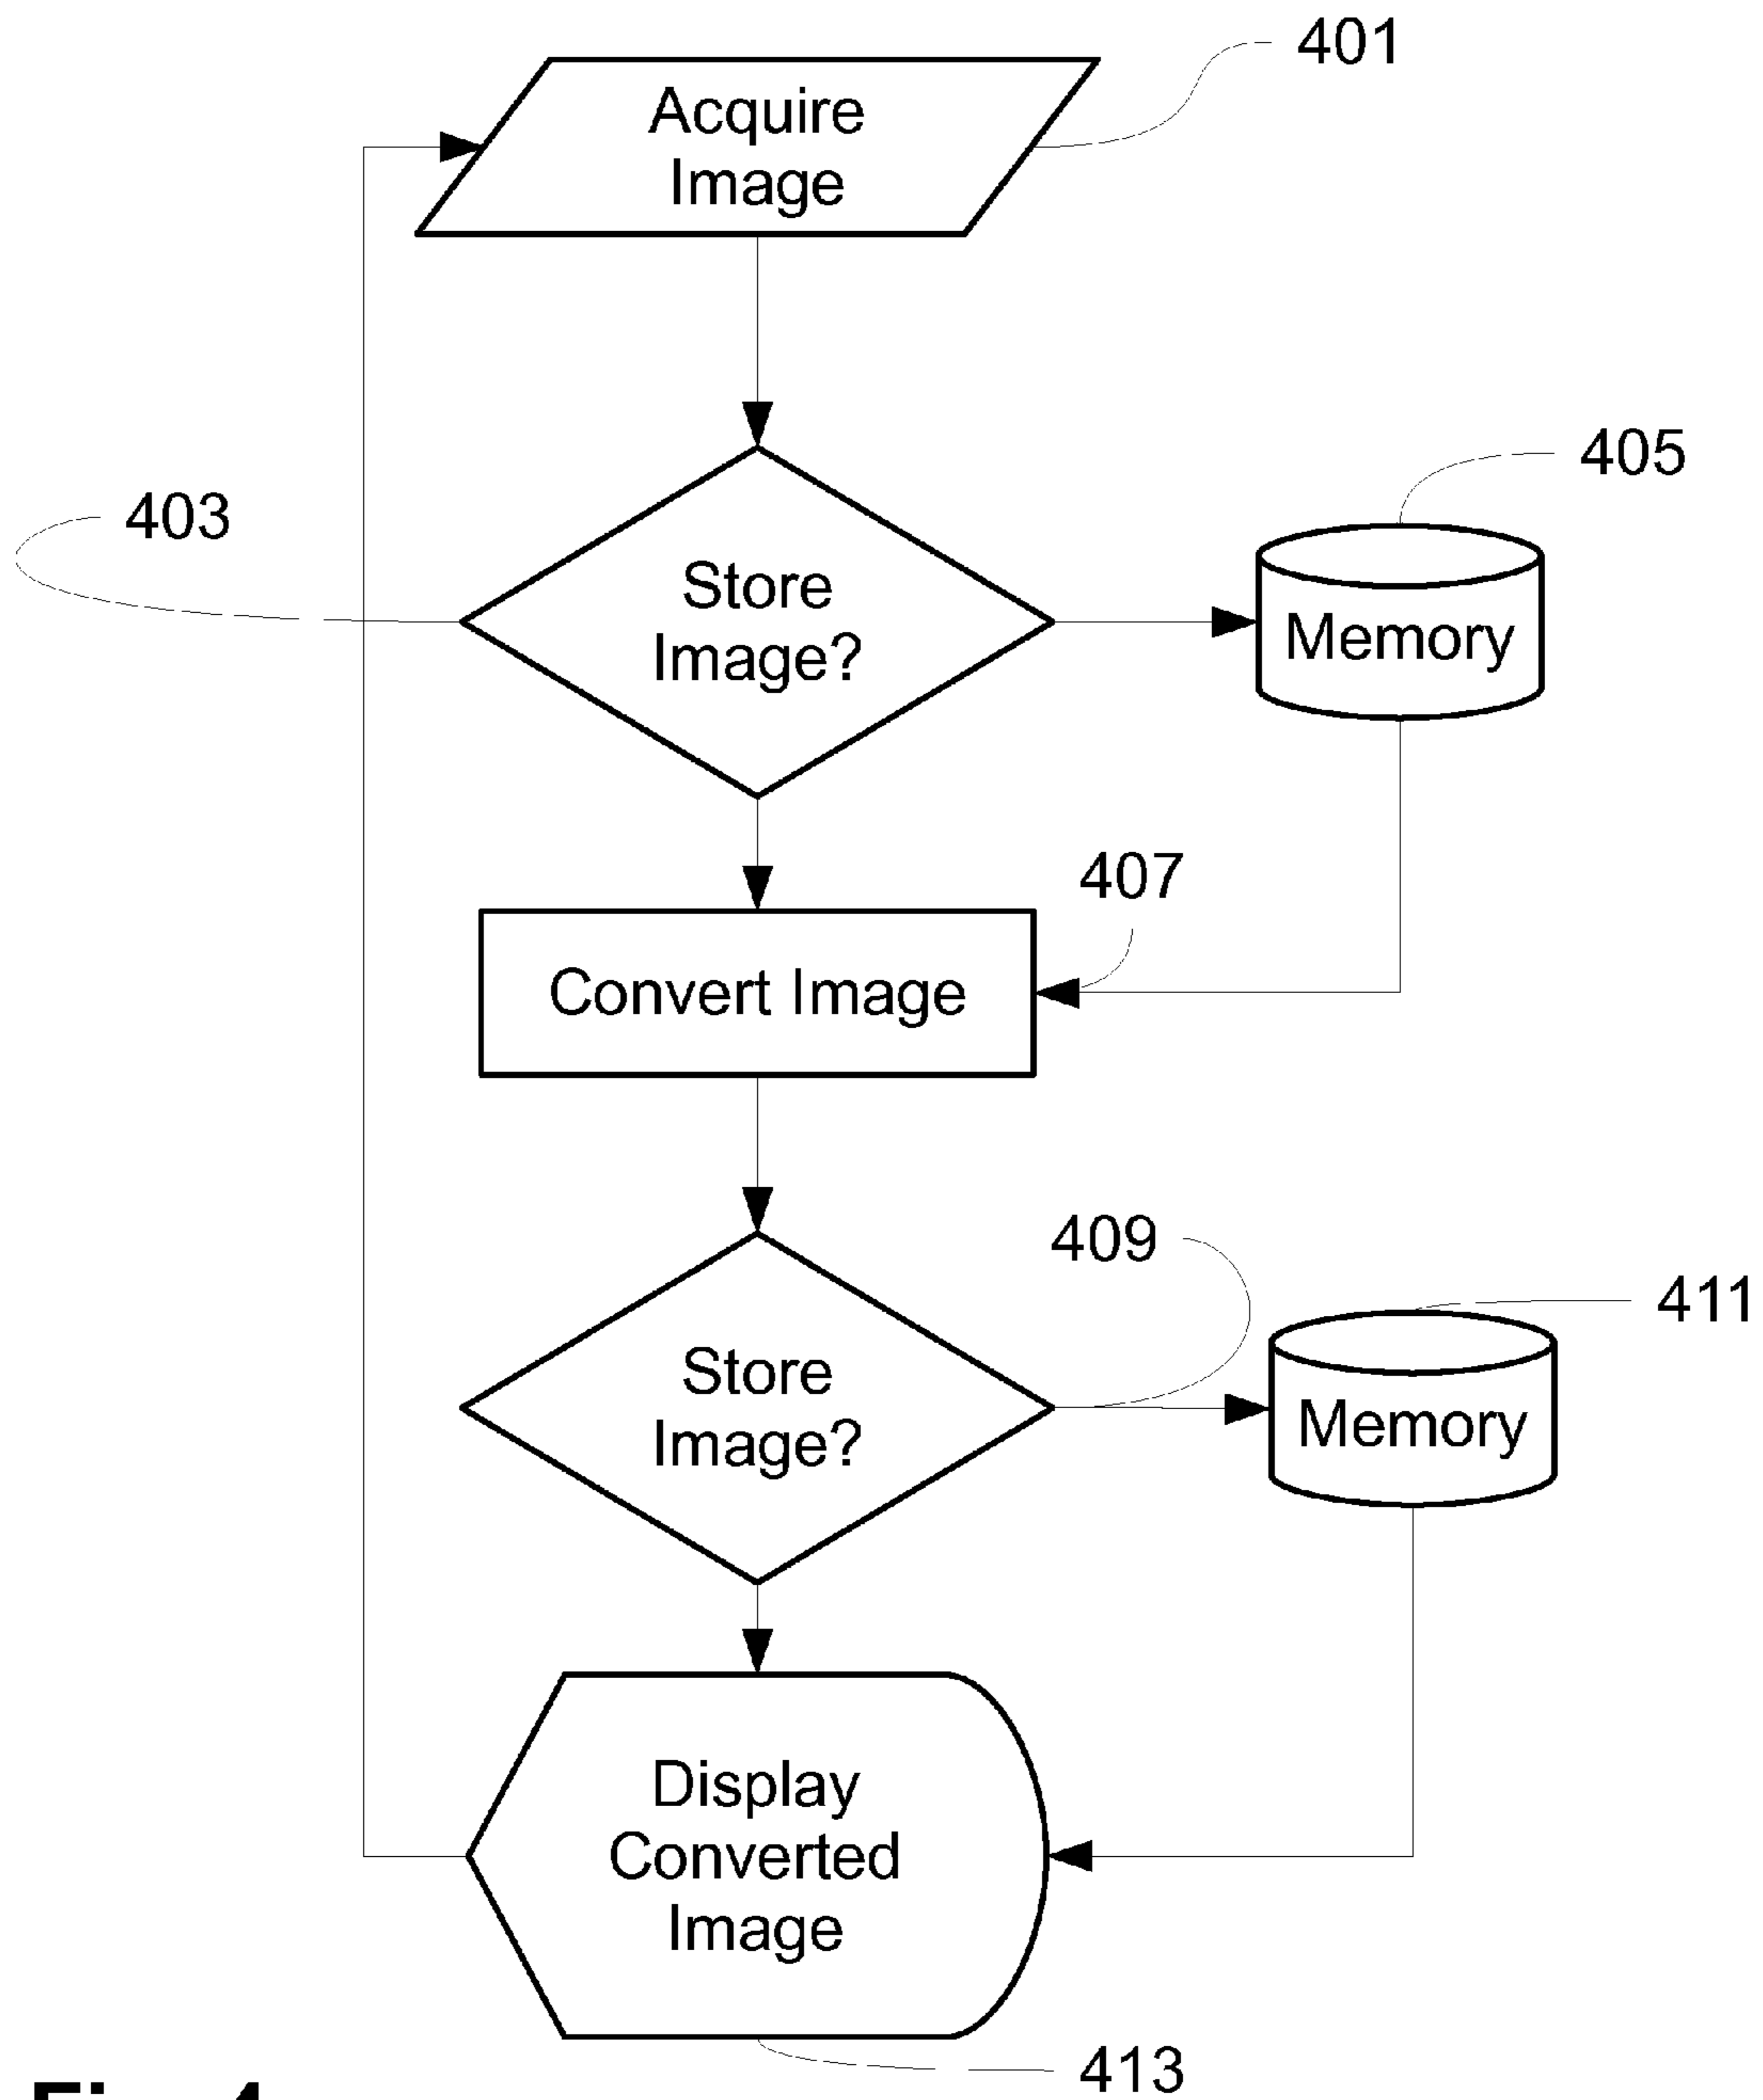 401
Acquire
Image
403
405
Store
Image?
Memory
407
Convert Image
409
411
Store
Image?
Memory
Display
Converted
Image
413